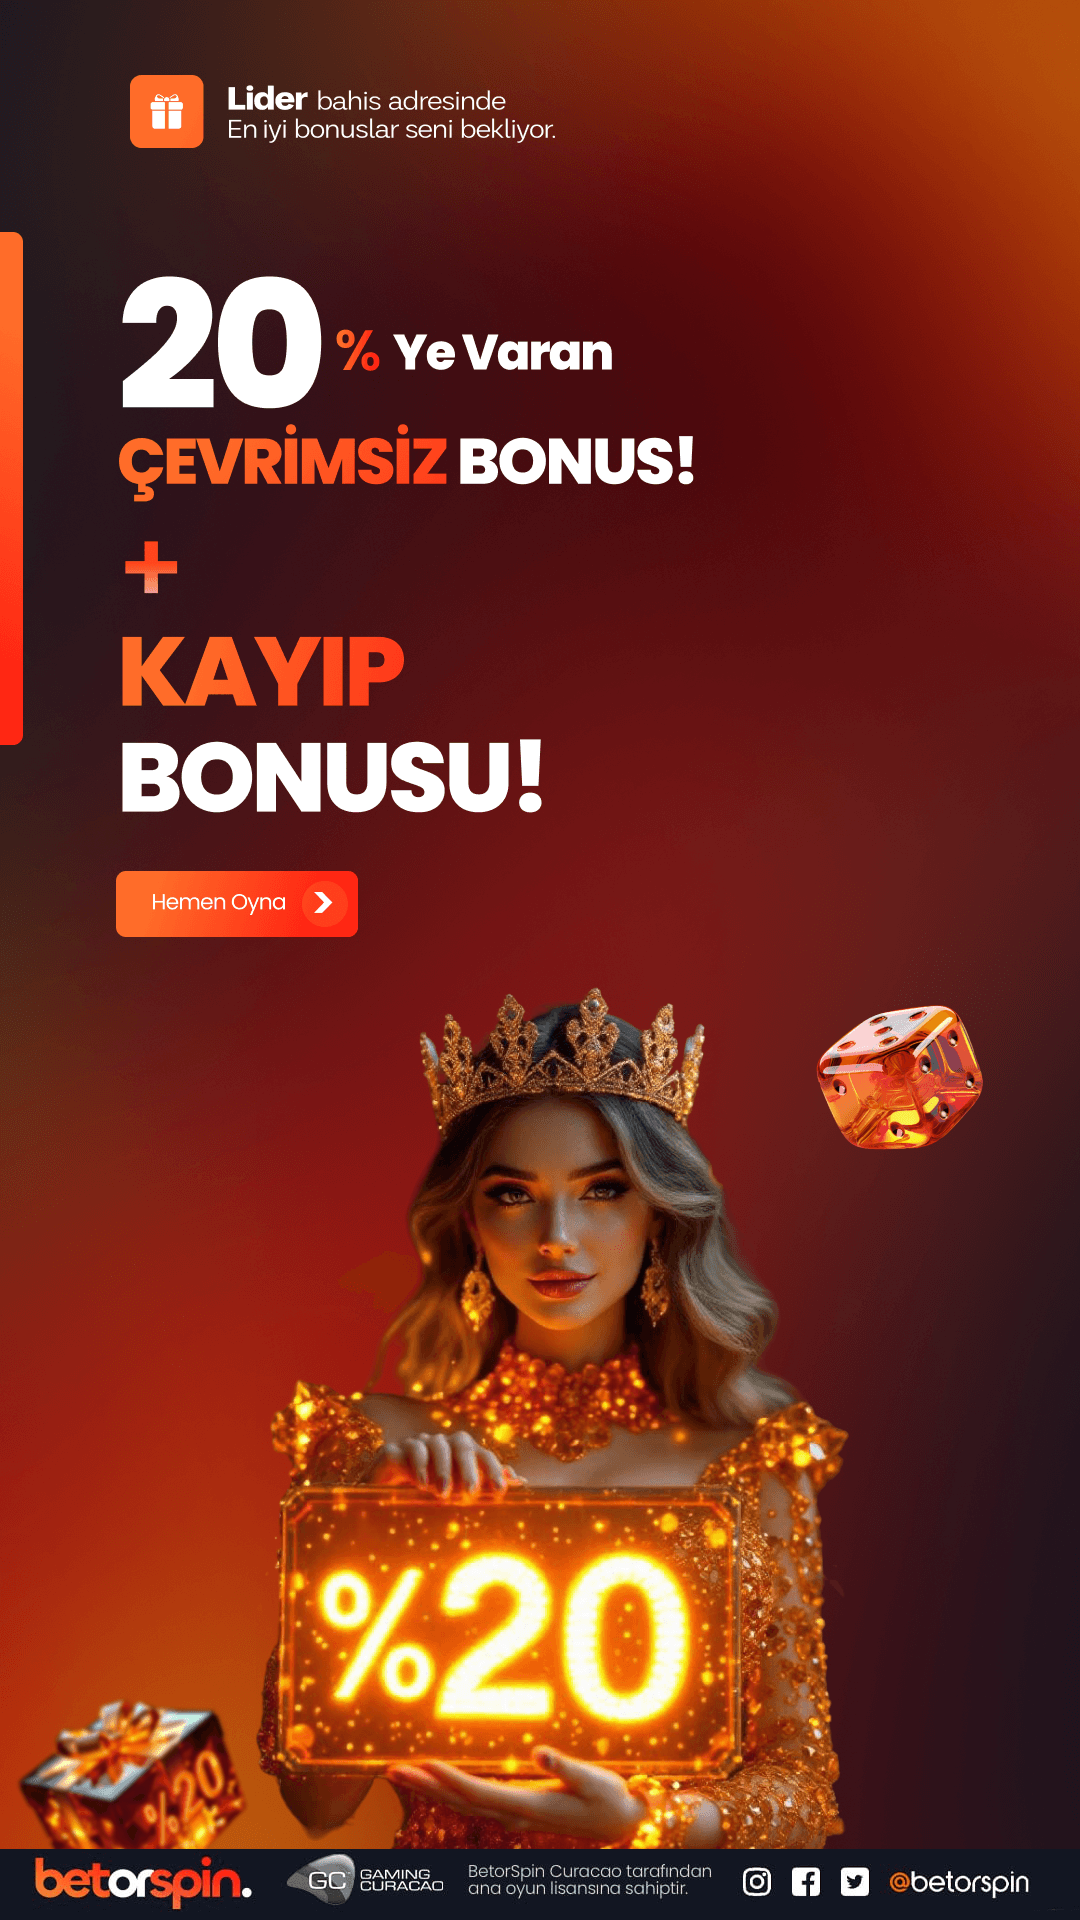 Lider bahis adresinde
En iyi bonuslar seni bekliyor.
20 % Ye Varan
ÇEVRİMSİZ BONUS!
+
KAYIP
BONUSU!
Hemen Oyna
%20
%20
betorspin.
GC GAMING
CURACAO
BetorSpin Curacao tarafından
ana oyun lisansına sahiptir.
@betorspin